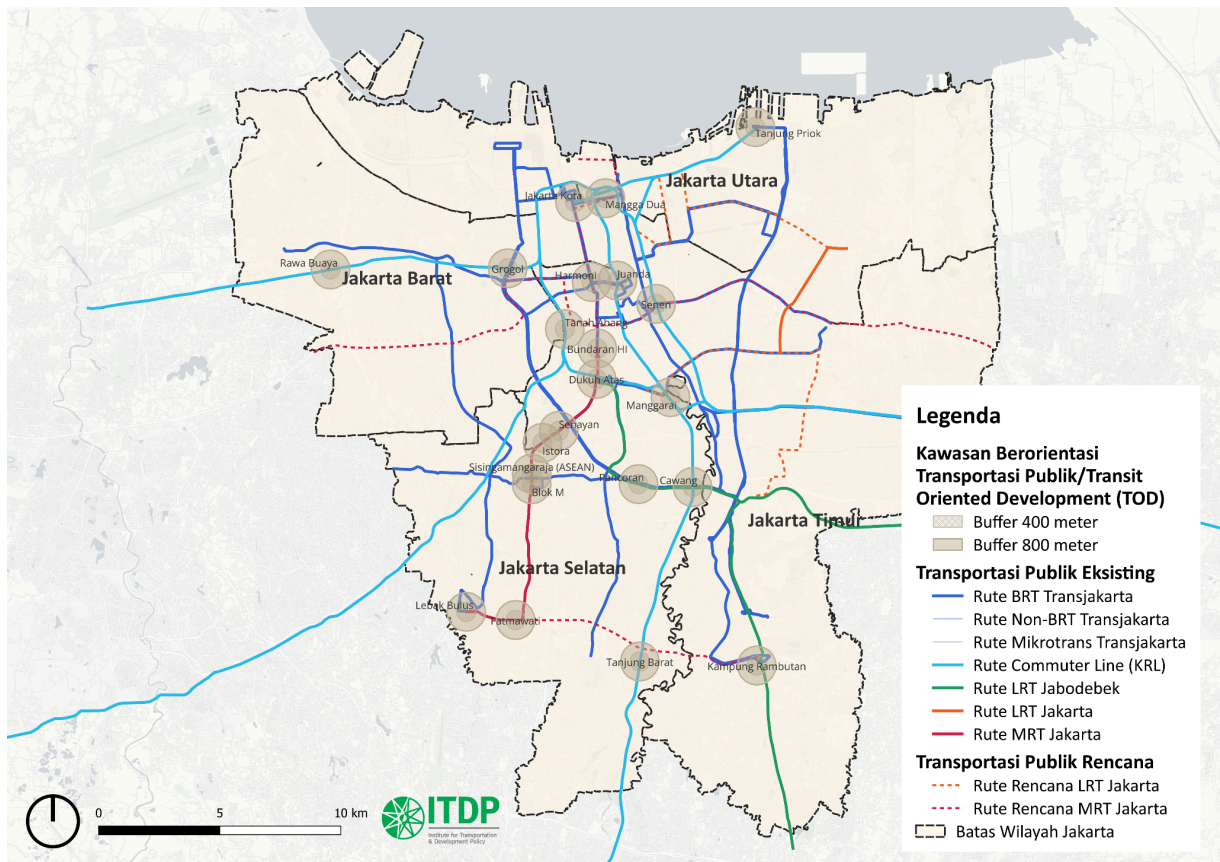 Tanjung Priok
Jakarta Utara
Jakarta Kota
Mangga Dua
Rawa Buaya
Jakarta Barat
Grogol
Harmoni
Juanda
Senen
Tanah Abang
Bundaran HI
Dukuh Atas
Manggarai
Senayan
Istora
Sisingamangaraja (ASEAN)
Blok M
Pancoran
Cawang
Jakarta Timur
Jakarta Selatan
Lebak Bulus
Fatmawati
Tanjung Barat
Kampung Rambutan
Legenda
Kawasan Berorientasi
Transportasi Publik/Transit
Oriented Development (TOD)
Buffer 400 meter
Buffer 800 meter
Transportasi Publik Eksisting
Rute BRT Transjakarta
Rute Non-BRT Transjakarta
Rute Mikrotrans Transjakarta
Rute Commuter Line (KRL)
Rute LRT Jabodebek
Rute LRT Jakarta
Rute MRT Jakarta
Transportasi Publik Rencana
Rute Rencana LRT Jakarta
Rute Rencana MRT Jakarta
Batas Wilayah Jakarta
0 5 10 km
ITDP
Institute for Transportation
& Development Policy